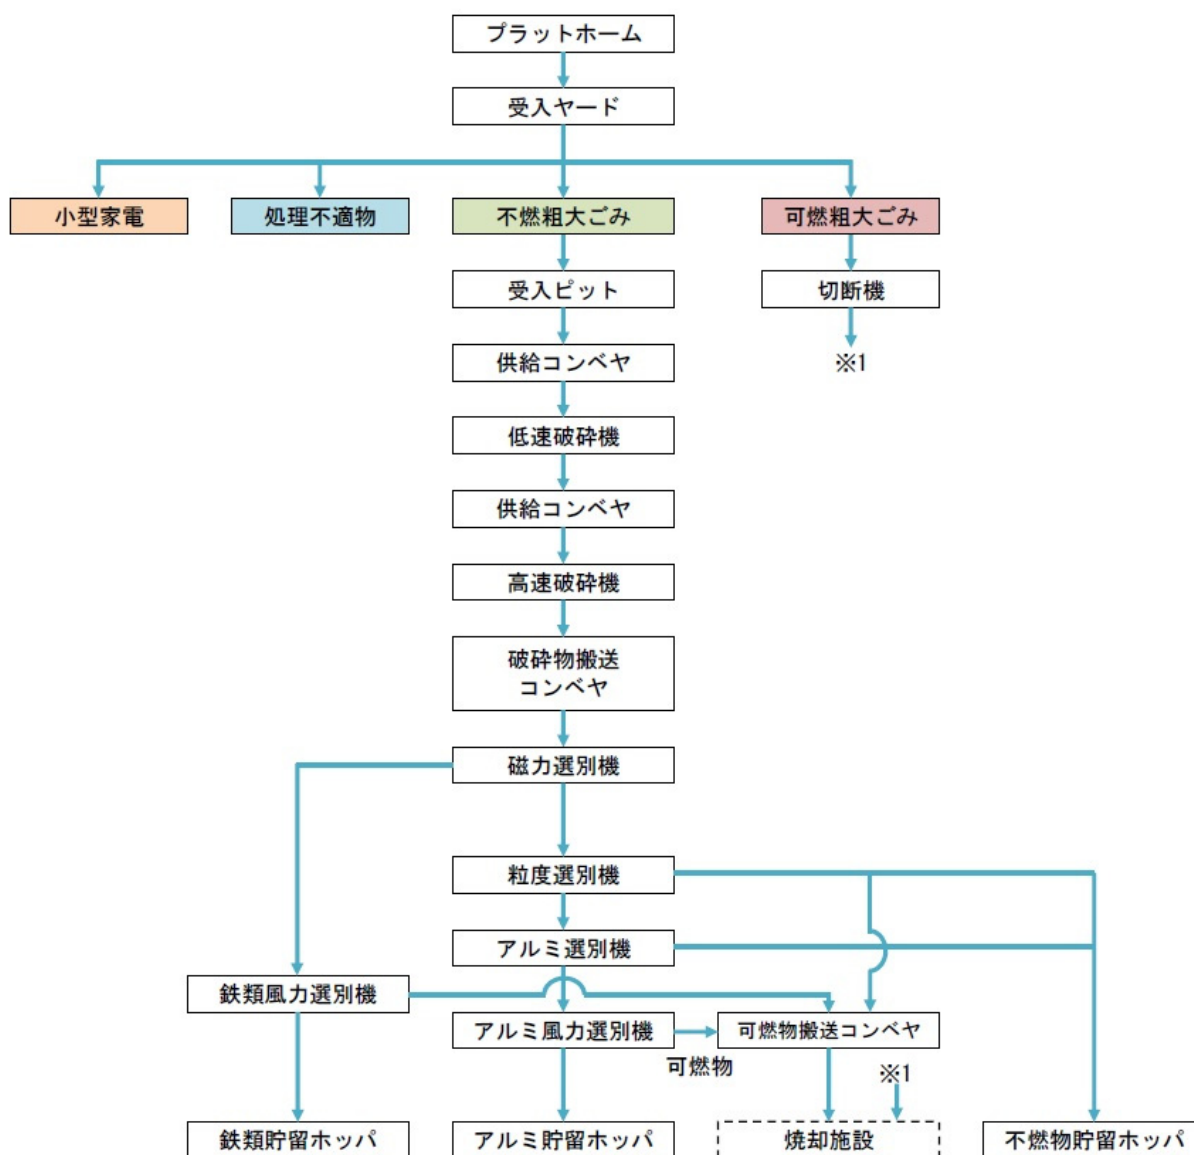 プラットホーム
受入ヤード
小型家電
処理不適物
不燃粗大ごみ
可燃粗大ごみ
受入ピット
切断機
供給コンベヤ
※1
低速破砕機
供給コンベヤ
高速破砕機
破砕物搬送
コンベヤ
磁力選別機
粒度選別機
アルミ選別機
鉄類風力選別機
アルミ風力選別機
可燃物搬送コンベヤ
可燃物
※1
鉄類貯留ホッパ
アルミ貯留ホッパ
焼却施設
不燃物貯留ホッパ